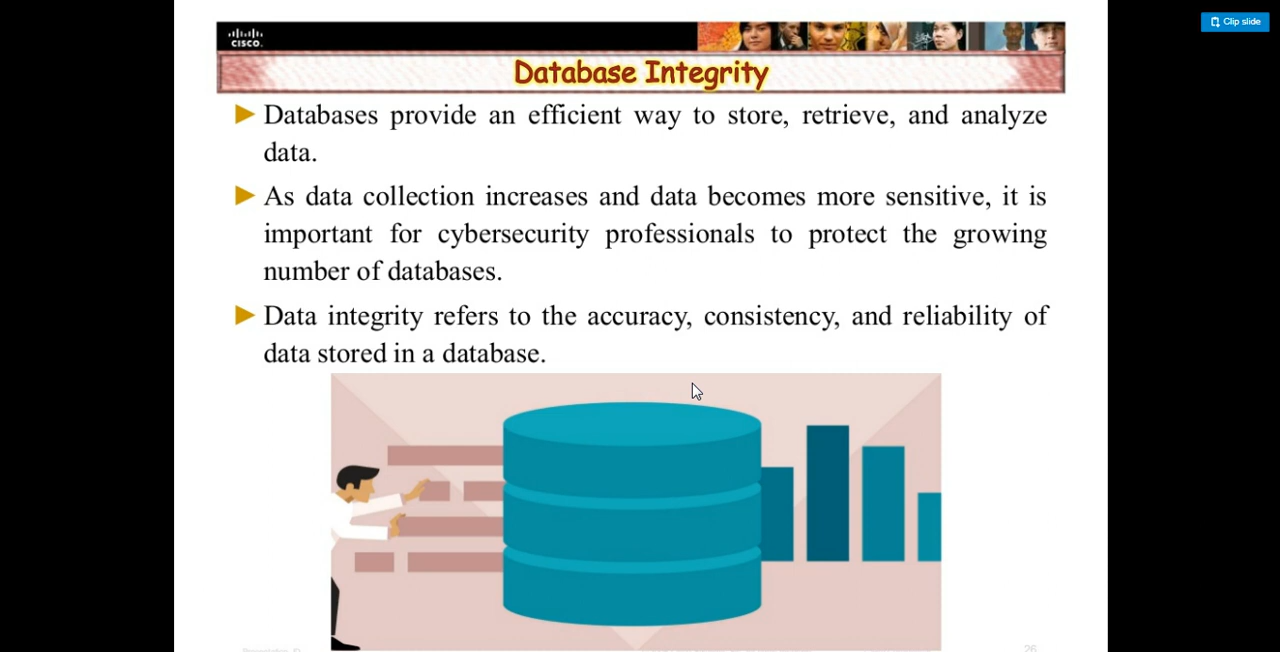 Clip slide
CISCO.
Database Integrity
Databases provide an efficient way to store, retrieve, and analyze
data.
As data collection increases and data becomes more sensitive, it is
important for cybersecurity professionals to protect the growing
number of databases.
Data integrity refers to the accuracy, consistency, and reliability of
data stored in a database.
26